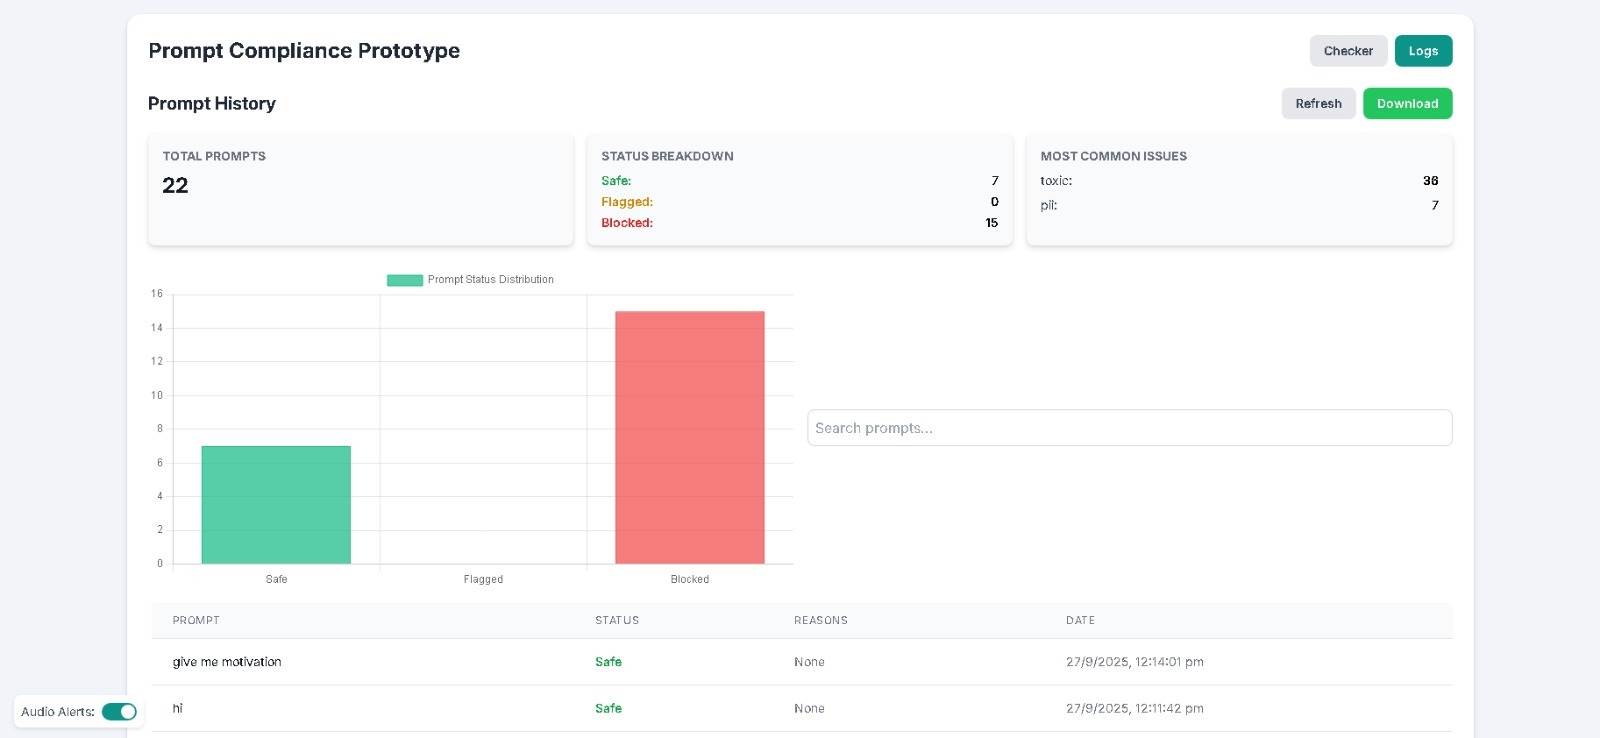 Prompt Compliance Prototype
Checker
Logs
Prompt History
Refresh
Download
TOTAL PROMPTS
22
STATUS BREAKDOWN
Safe: 7
Flagged: 0
Blocked: 15
MOST COMMON ISSUES
toxic: 36
pii: 7
Prompt Status Distribution
16
14
12
10
8
6
4
2
0
Safe Flagged Blocked
Search prompts...
PROMPT STATUS REASONS DATE
give me motivation Safe None 27/9/2025, 12:14:01 pm
hi Safe None 27/9/2025, 12:11:42 pm
Audio Alerts: